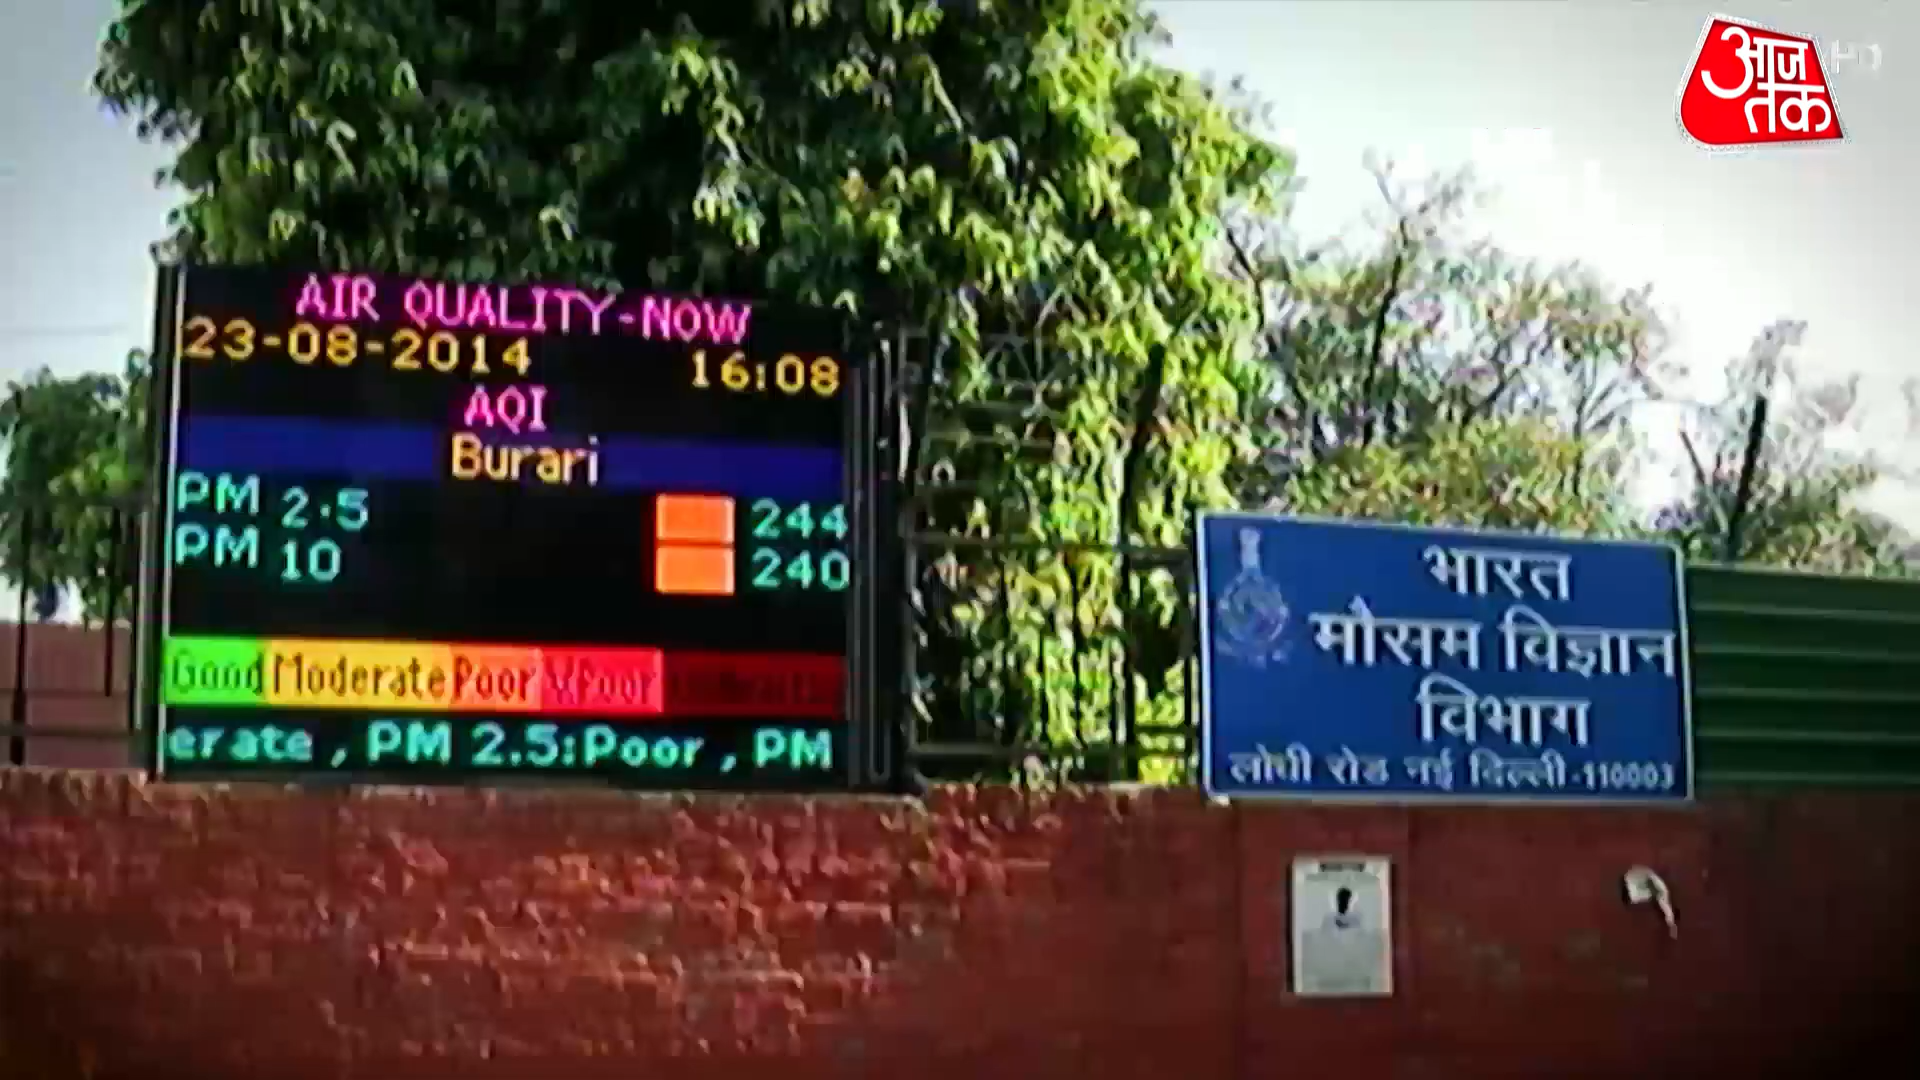 आज
तक
HD
AIR QUALITY-NOW
23-08-2014 16:08
AQI
Burari
PM 2.5 244
PM 10 240
Good Moderate Poor V.Poor
erate , PM 2.5:Poor , PM
भारत
मौसम विज्ञान
विभाग
लोधी रोड नई दिल्ली-110003